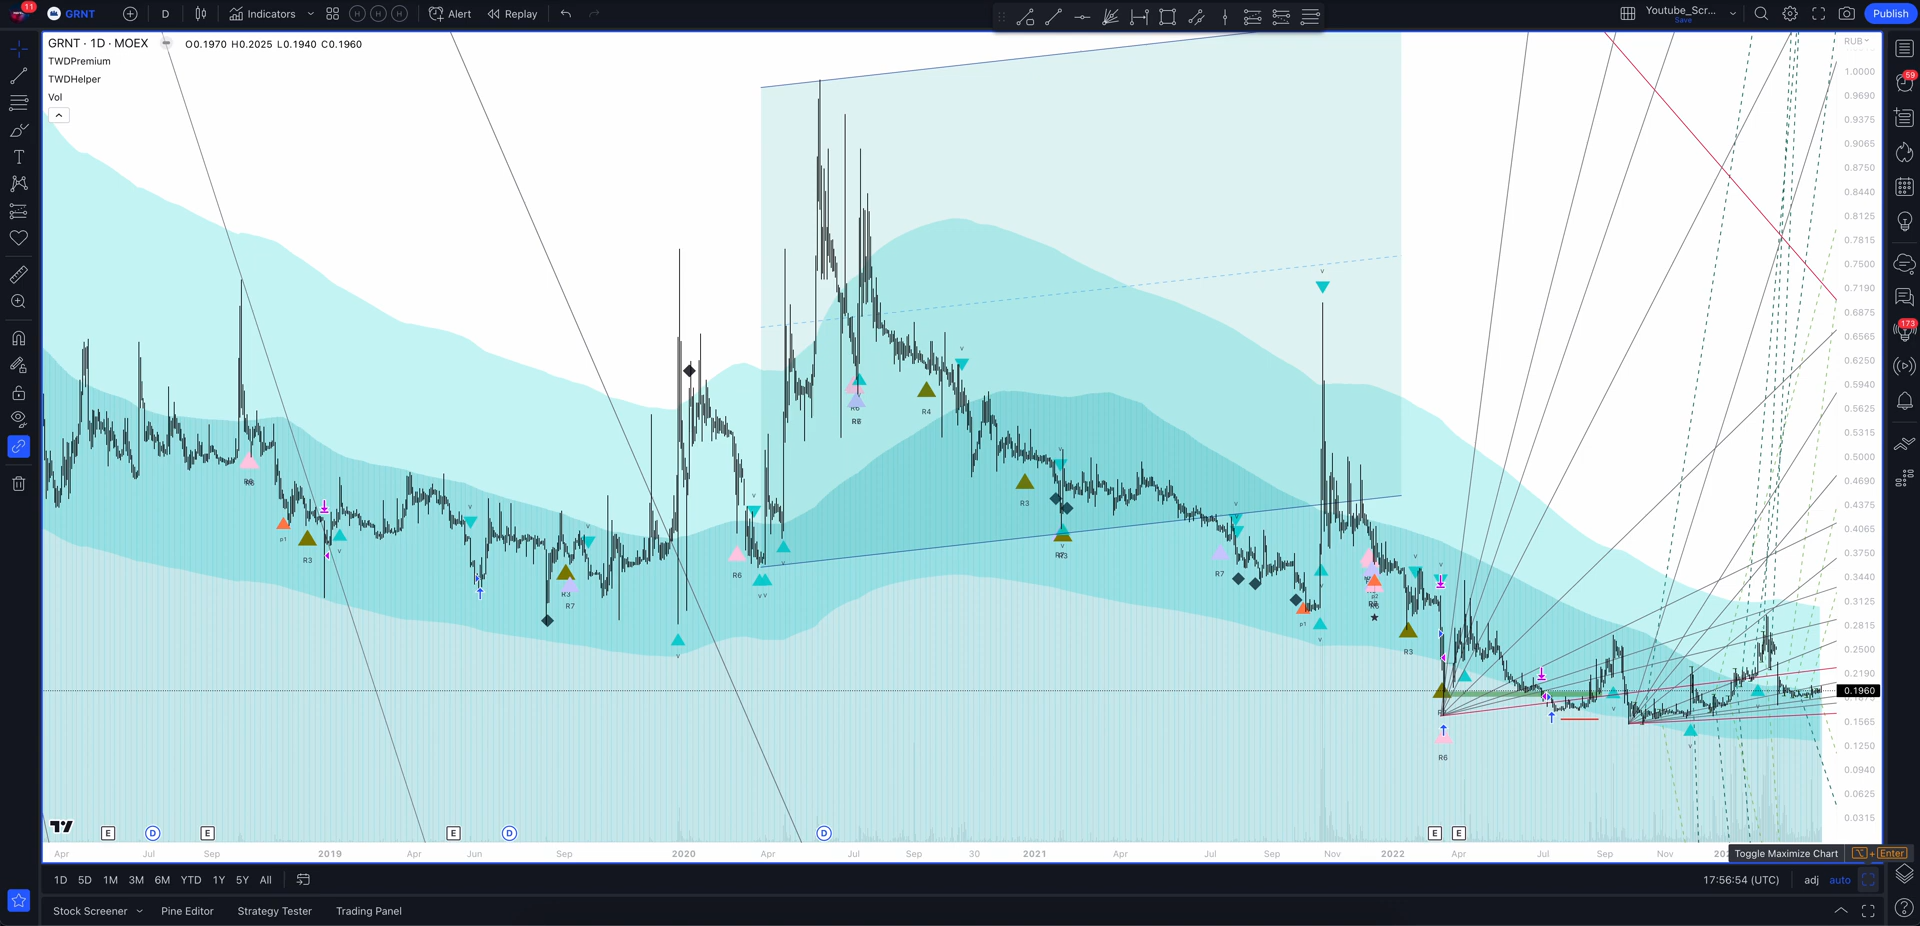 11 GRNT D Indicators Alert Replay Youtube_Scr... Save Publish
GRNT · 1D · MOEX O0.1970 H0.2025 L0.1940 C0.1960
TWDPremium
TWDHelper
Vol
RUB
1.0000
0.9690
0.9375
0.9065
0.8750
0.8440
0.8125
0.7815
0.7500
0.7190
0.6875
0.6565
0.6250
0.5940
0.5625
0.5315
0.5000
0.4690
0.4375
0.4065
0.3750
0.3440
0.3125
0.2815
0.2500
0.2190
0.1960
0.1565
0.1250
0.0940
0.0625
0.0315
59
173
R4
R3
p1
R3
R3
R7
R6
R7
p1
R3
R6
E D E E D D E E
Apr Jul Sep 2019 Apr Jun Sep 2020 Apr Jul Sep 30 2021 Apr Jul Sep Nov 2022 Apr Jul Sep Nov
Toggle Maximize Chart ⌥ + Enter
1D 5D 1M 3M 6M YTD 1Y 5Y All 17:56:54 (UTC) adj auto
Stock Screener Pine Editor Strategy Tester Trading Panel